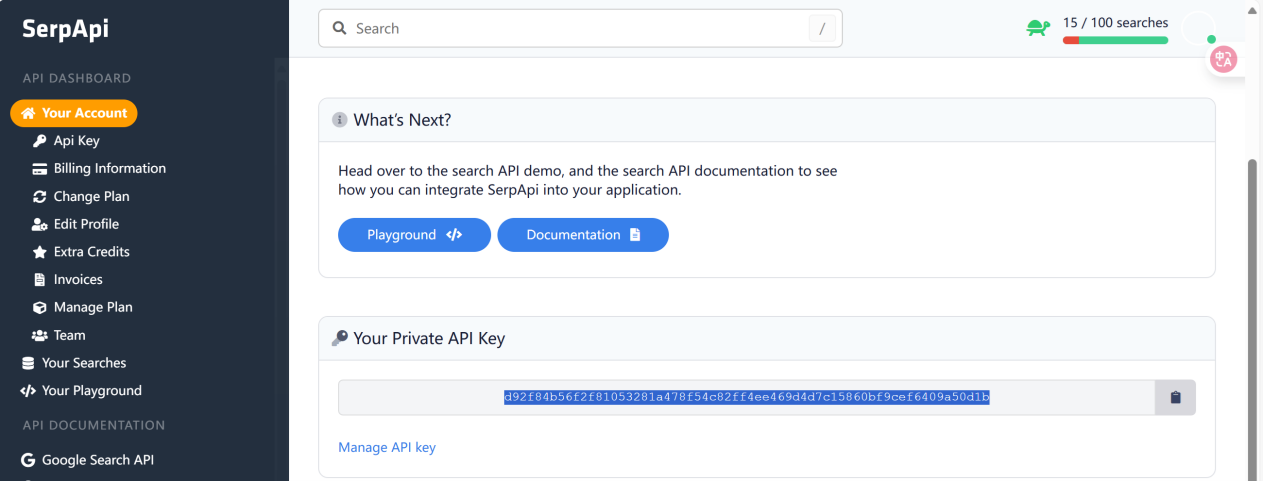 SerpApi
Search
/
15 / 100 searches
API DASHBOARD
Your Account
Api Key
Billing Information
Change Plan
Edit Profile
Extra Credits
Invoices
Manage Plan
Team
Your Searches
Your Playground
API DOCUMENTATION
Google Search API
What's Next?
Head over to the search API demo, and the search API documentation to see
how you can integrate SerpApi into your application.
Playground
Documentation
Your Private API Key
d92f84b56f2f81053281a478f54c82ff4ee469d4d7c15860bf9cef6409a50d1b
Manage API key
中
A